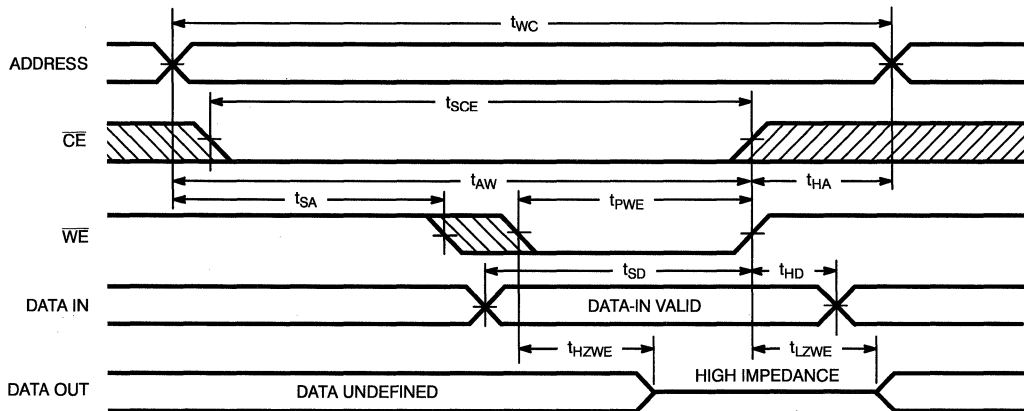 tWC
ADDRESS
tSCE
CE
tAW
tHA
tSA
tPWE
WE
tSD
tHD
DATA IN
DATA-IN VALID
tHZWE
tLZWE
DATA OUT
DATA UNDEFINED
HIGH IMPEDANCE